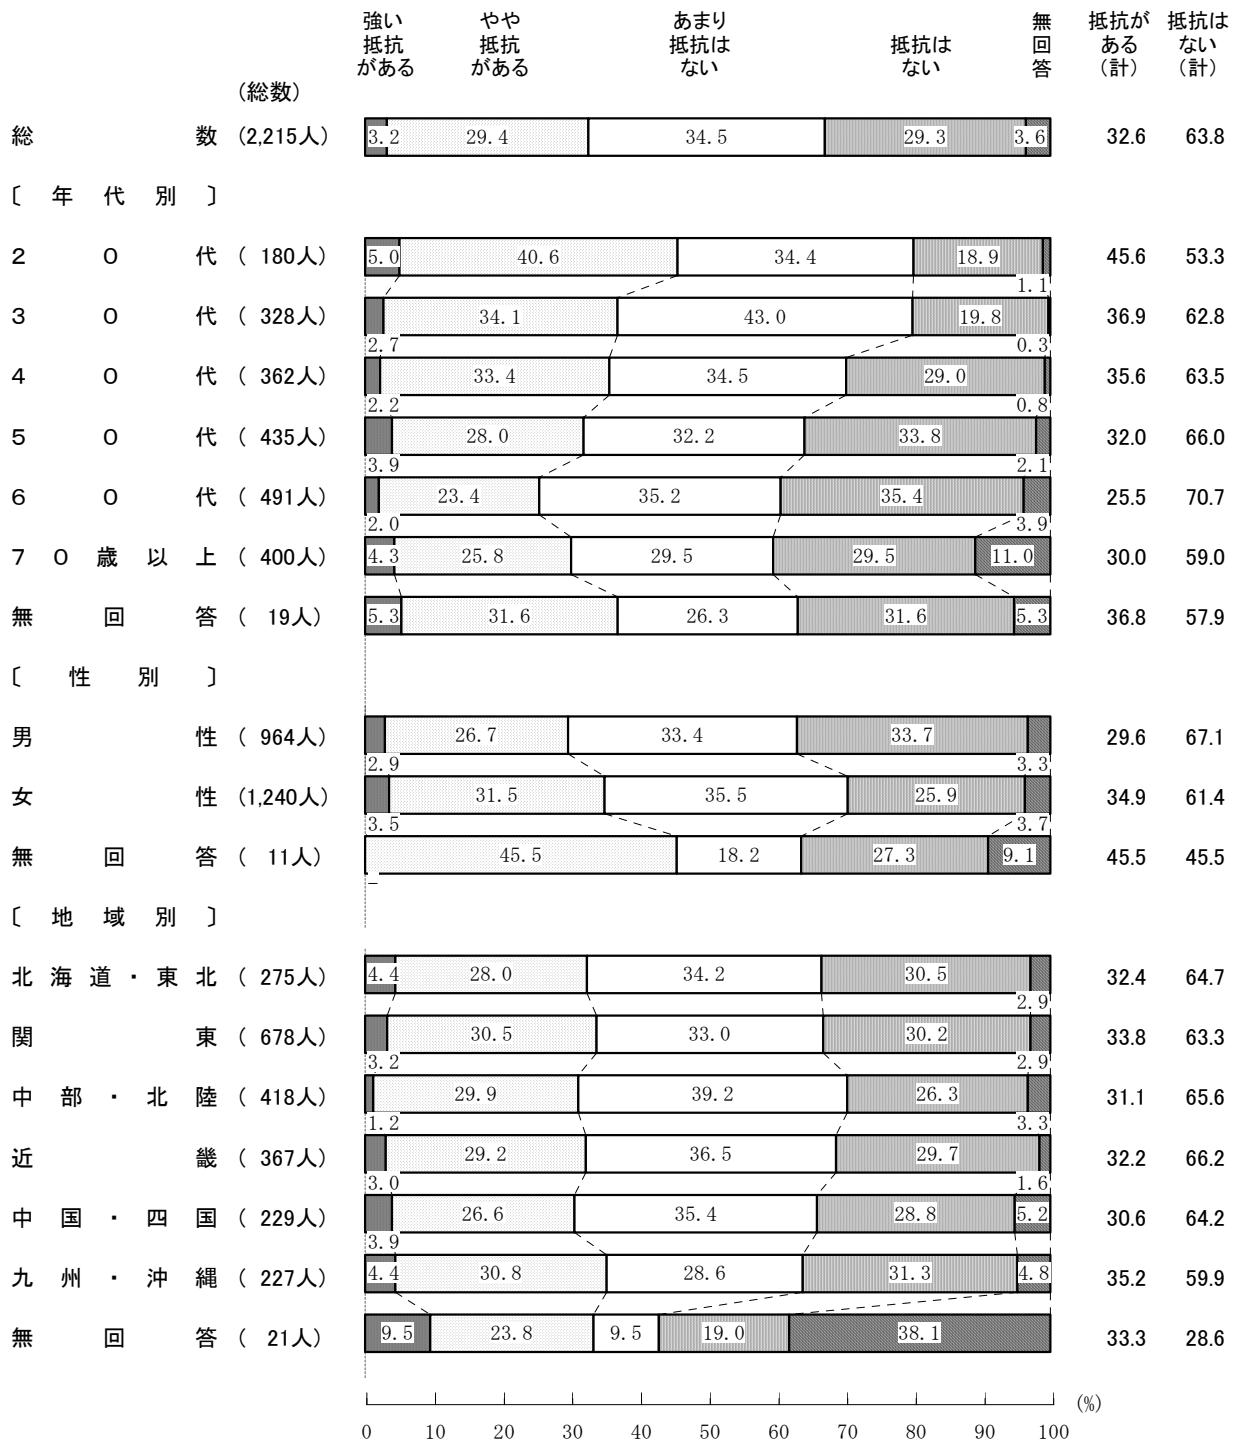 強い 抵抗 がある
やや 抵抗 がある
あまり 抵抗は ない
抵抗は ない
無 回 答
抵抗が ある （計）
抵抗は ない （計）
(総数)
総数 (2,215人) 3.2 29.4 34.5 29.3 3.6 32.6 63.8
〔年代別〕
２０代 ( 180人) 5.0 40.6 34.4 18.9 1.1 45.6 53.3
３０代 ( 328人) 2.7 34.1 43.0 19.8 0.3 36.9 62.8
４０代 ( 362人) 2.2 33.4 34.5 29.0 0.8 35.6 63.5
５０代 ( 435人) 3.9 28.0 32.2 33.8 2.1 32.0 66.0
６０代 ( 491人) 2.0 23.4 35.2 35.4 3.9 25.5 70.7
７０歳以上 ( 400人) 4.3 25.8 29.5 29.5 11.0 30.0 59.0
無回答 ( 19人) 5.3 31.6 26.3 31.6 5.3 36.8 57.9
〔性別〕
男性 ( 964人) 2.9 26.7 33.4 33.7 3.3 29.6 67.1
女性 (1,240人) 3.5 31.5 35.5 25.9 3.7 34.9 61.4
無回答 ( 11人) － 45.5 18.2 27.3 9.1 45.5 45.5
〔地域別〕
北海道・東北 ( 275人) 4.4 28.0 34.2 30.5 2.9 32.4 64.7
関東 ( 678人) 3.2 30.5 33.0 30.2 2.9 33.8 63.3
中部・北陸 ( 418人) 1.2 29.9 39.2 26.3 3.3 31.1 65.6
近畿 ( 367人) 3.0 29.2 36.5 29.7 1.6 32.2 66.2
中国・四国 ( 229人) 3.9 26.6 35.4 28.8 5.2 30.6 64.2
九州・沖縄 ( 227人) 4.4 30.8 28.6 31.3 4.8 35.2 59.9
無回答 ( 21人) 9.5 23.8 9.5 19.0 38.1 33.3 28.6
(%)
0 10 20 30 40 50 60 70 80 90 100